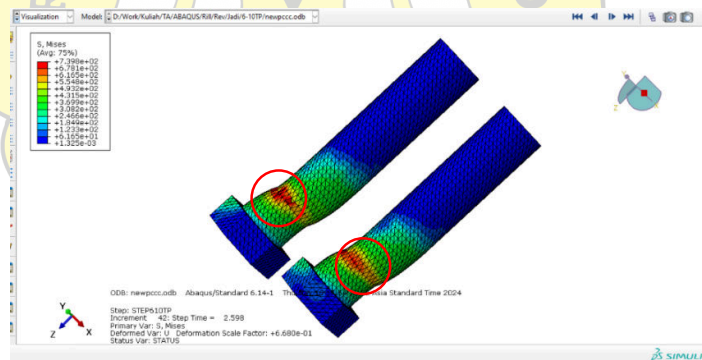 Visualization Model: D:/Work/Kuliah/TA/ABAQUS/Rill/Rev/Jadi/6-10TP/newpccc.odb
S, Mises
(Avg: 75%)
+7.398e+02
+6.781e+02
+6.165e+02
+5.548e+02
+4.932e+02
+4.315e+02
+3.699e+02
+3.082e+02
+2.466e+02
+1.849e+02
+1.233e+02
+6.165e+01
+1.325e-03
ODB: newpccc.odb Abaqus/Standard 6.14-1 Asia Standard Time 2024
Step: STEP610TP
Increment 42: Step Time = 2.598
Primary Var: S, Mises
Deformed Var: U Deformation Scale Factor: +6.680e-01
Status Var: STATUS
Y
Z X
SIMULI